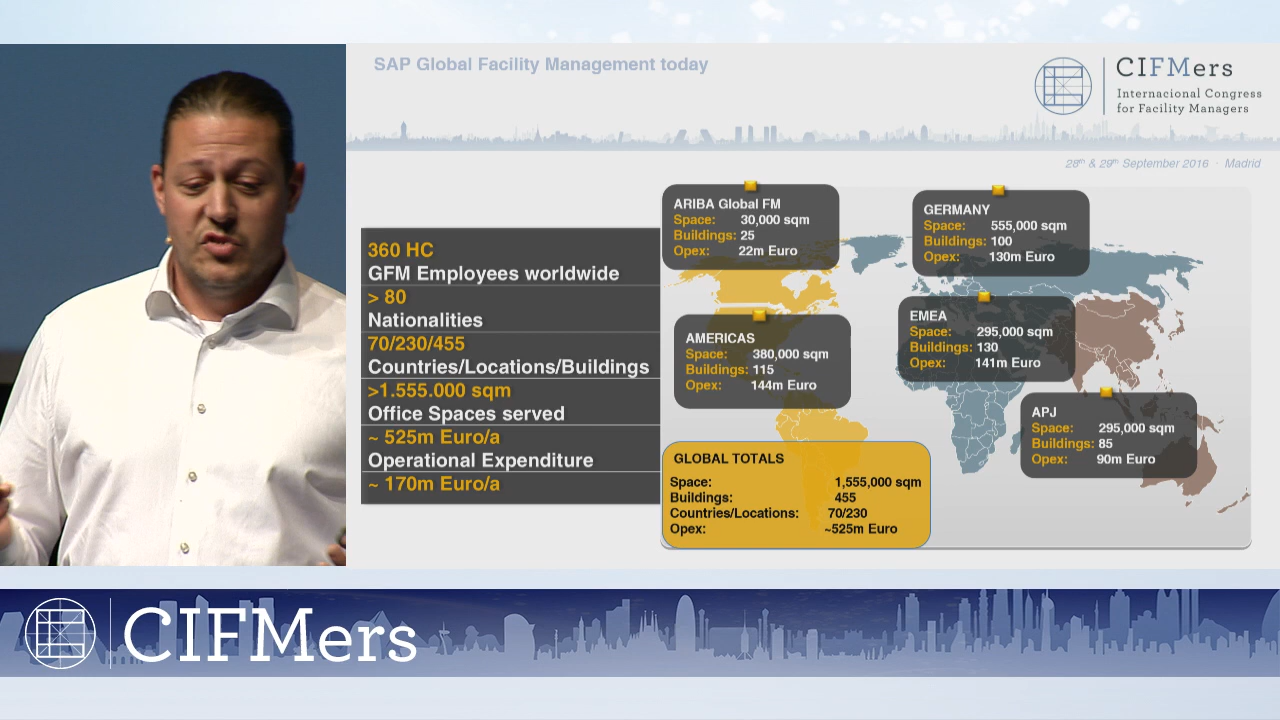 SAP Global Facility Management today
CIFMers
Internacional Congress
for Facility Managers
28th & 29th September 2016 · Madrid
360 HC
GFM Employees worldwide
> 80
Nationalities
70/230/455
Countries/Locations/Buildings
>1.555.000 sqm
Office Spaces served
~ 525m Euro/a
Operational Expenditure
~ 170m Euro/a
ARIBA Global FM
Space: 30,000 sqm
Buildings: 25
Opex: 22m Euro
GERMANY
Space: 555,000 sqm
Buildings: 100
Opex: 130m Euro
AMERICAS
Space: 380,000 sqm
Buildings: 115
Opex: 144m Euro
EMEA
Space: 295,000 sqm
Buildings: 130
Opex: 141m Euro
APJ
Space: 295,000 sqm
Buildings: 85
Opex: 90m Euro
GLOBAL TOTALS
Space: 1,555,000 sqm
Buildings: 455
Countries/Locations: 70/230
Opex: ~525m Euro
CIFMers